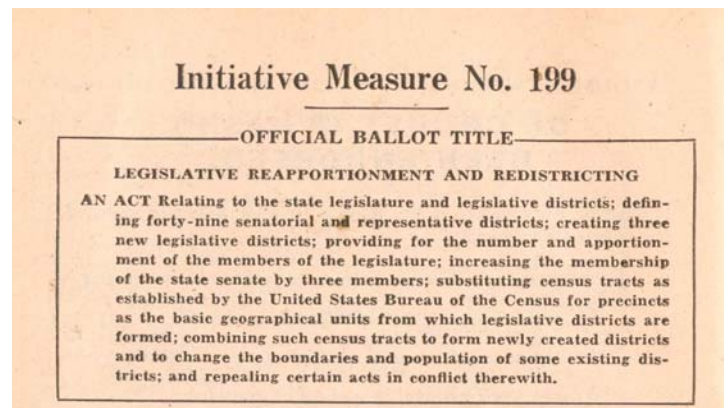 Initiative Measure No. 199
OFFICIAL BALLOT TITLE
LEGISLATIVE REAPPORTIONMENT AND REDISTRICTING
AN ACT Relating to the state legislature and legislative districts; defin-
ing forty-nine senatorial and representative districts; creating three
new legislative districts; providing for the number and apportion-
ment of the members of the legislature; increasing the membership
of the state senate by three members; substituting census tracts as
established by the United States Bureau of the Census for precincts
as the basic geographical units from which legislative districts are
formed; combining such census tracts to form newly created districts
and to change the boundaries and population of some existing dis-
tricts; and repealing certain acts in conflict therewith.